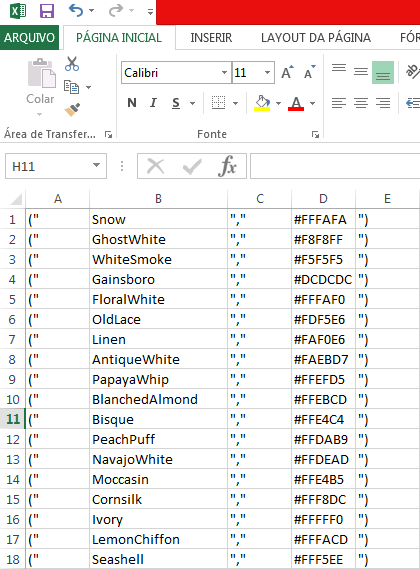 ARQUIVO PÁGINA INICIAL INSERIR LAYOUT DA PÁGINA FÓR
Calibri 11 A A
Colar
N I S A
Área de Transfer... Fonte
H11 fx
A B C D E
1 (" Snow "," #FFFAFA ")
2 (" GhostWhite "," #F8F8FF ")
3 (" WhiteSmoke "," #F5F5F5 ")
4 (" Gainsboro "," #DCDCDC ")
5 (" FloralWhite "," #FFFAF0 ")
6 (" OldLace "," #FDF5E6 ")
7 (" Linen "," #FAF0E6 ")
8 (" AntiqueWhite "," #FAEBD7 ")
9 (" PapayaWhip "," #FFEFD5 ")
10 (" BlanchedAlmond "," #FFEBCD ")
11 (" Bisque "," #FFE4C4 ")
12 (" PeachPuff "," #FFDAB9 ")
13 (" NavajoWhite "," #FFDEAD ")
14 (" Moccasin "," #FFE4B5 ")
15 (" Cornsilk "," #FFF8DC ")
16 (" Ivory "," #FFFFF0 ")
17 (" LemonChiffon "," #FFFACD ")
18 (" Seashell "," #FFF5EE ")